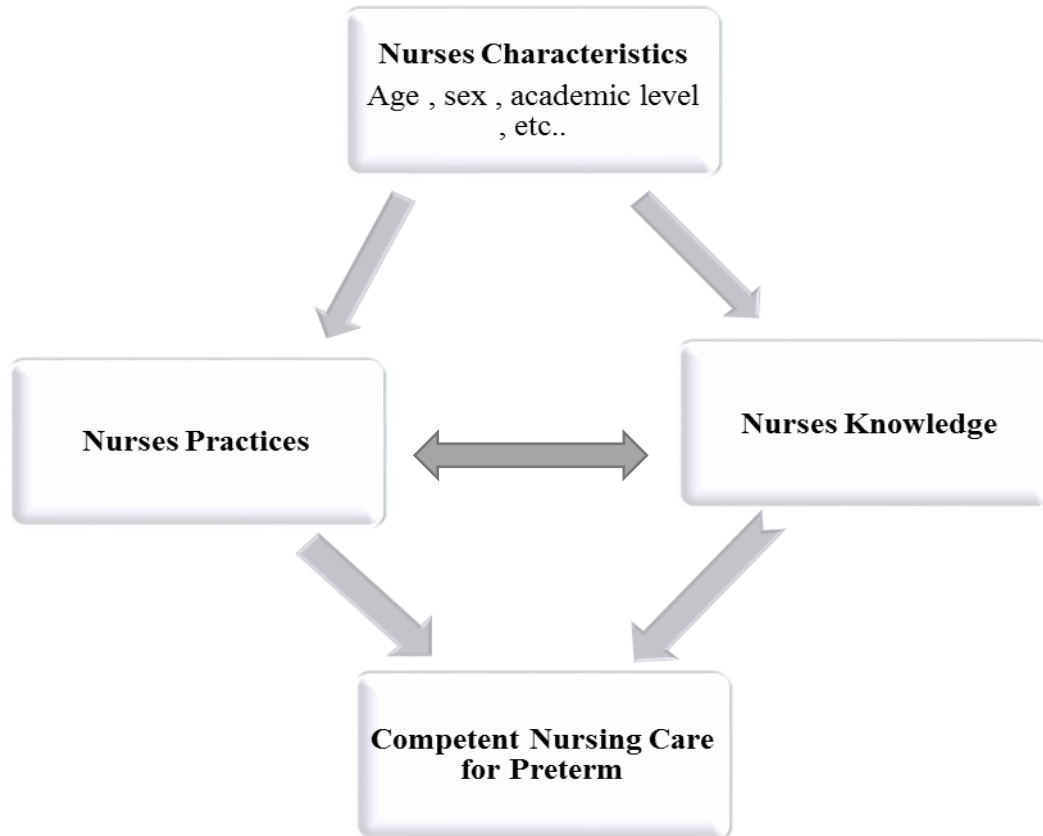 Nurses Characteristics
Age , sex , academic level
, etc..
Nurses Practices
Nurses Knowledge
Competent Nursing Care
for Preterm